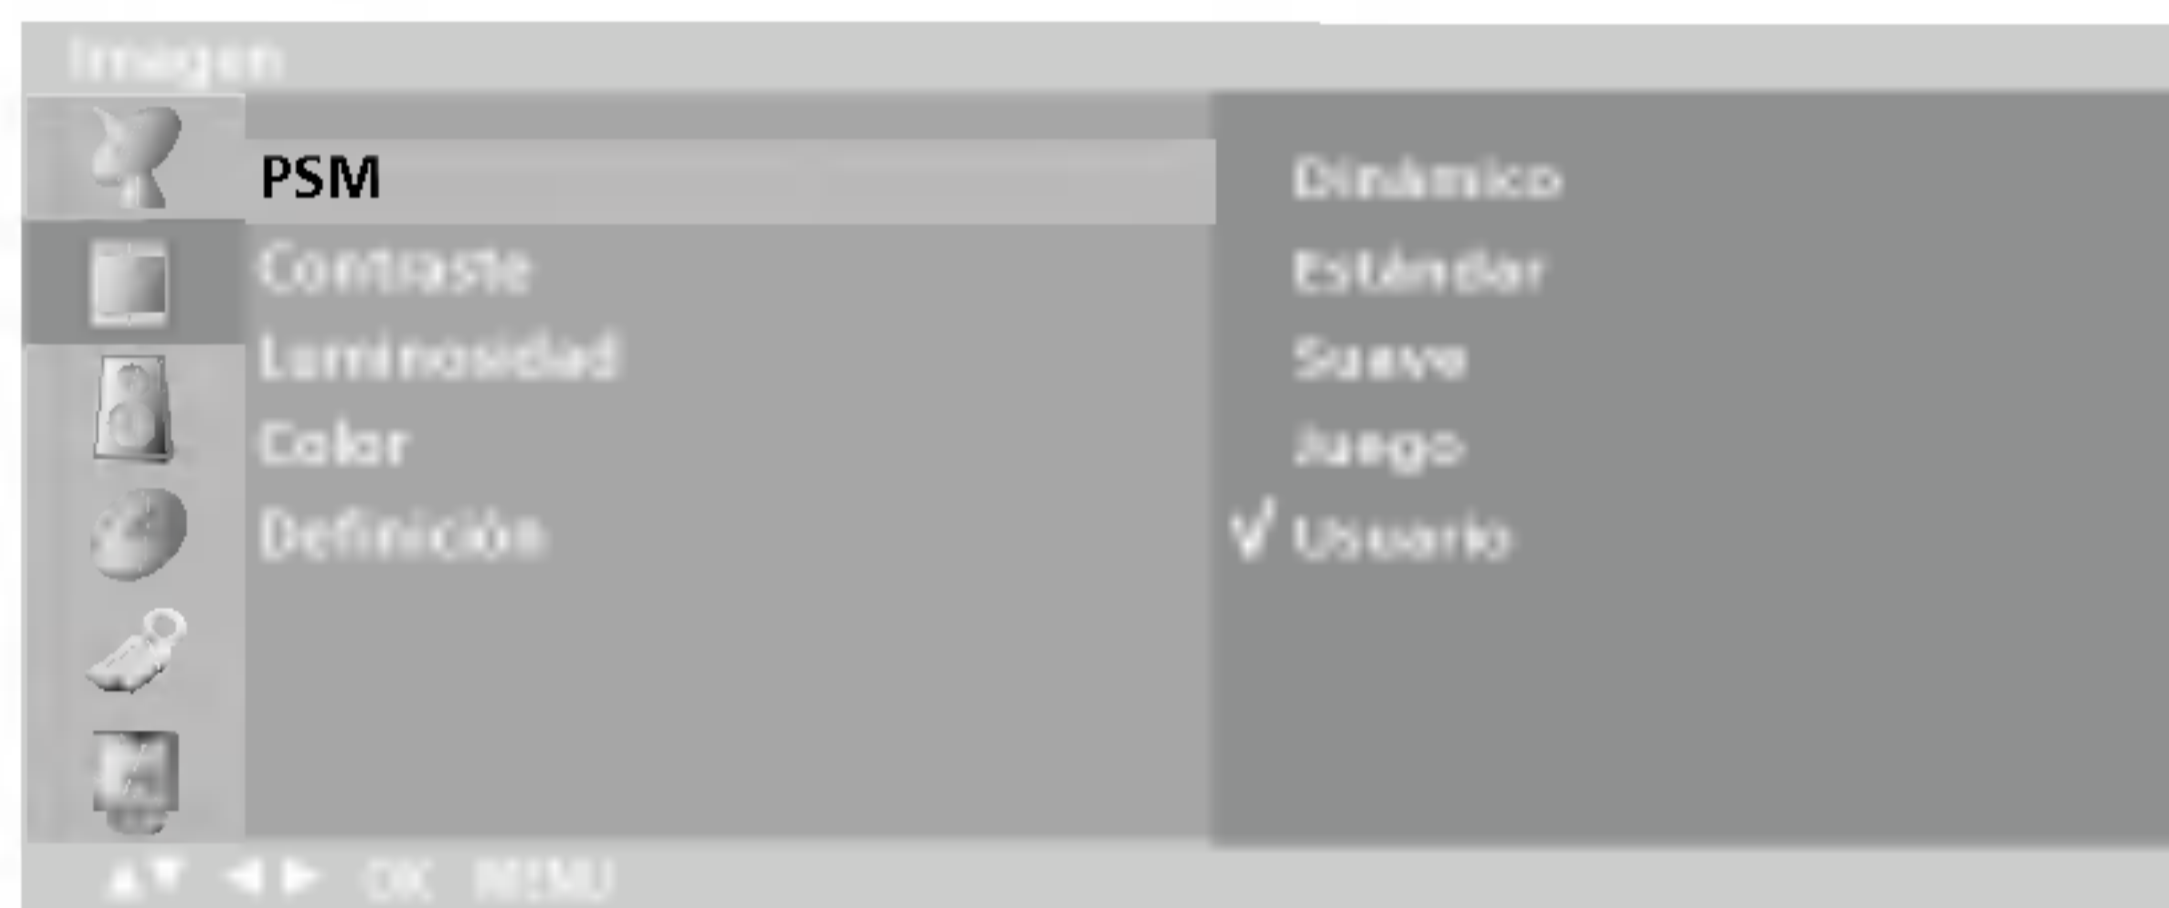 Imagen
PSM
Contraste
Luminosidad
Color
Definición
Dinámico
Estándar
Suave
Juego
√ Usuario
▲▼ ◀ ▶ OK MENU